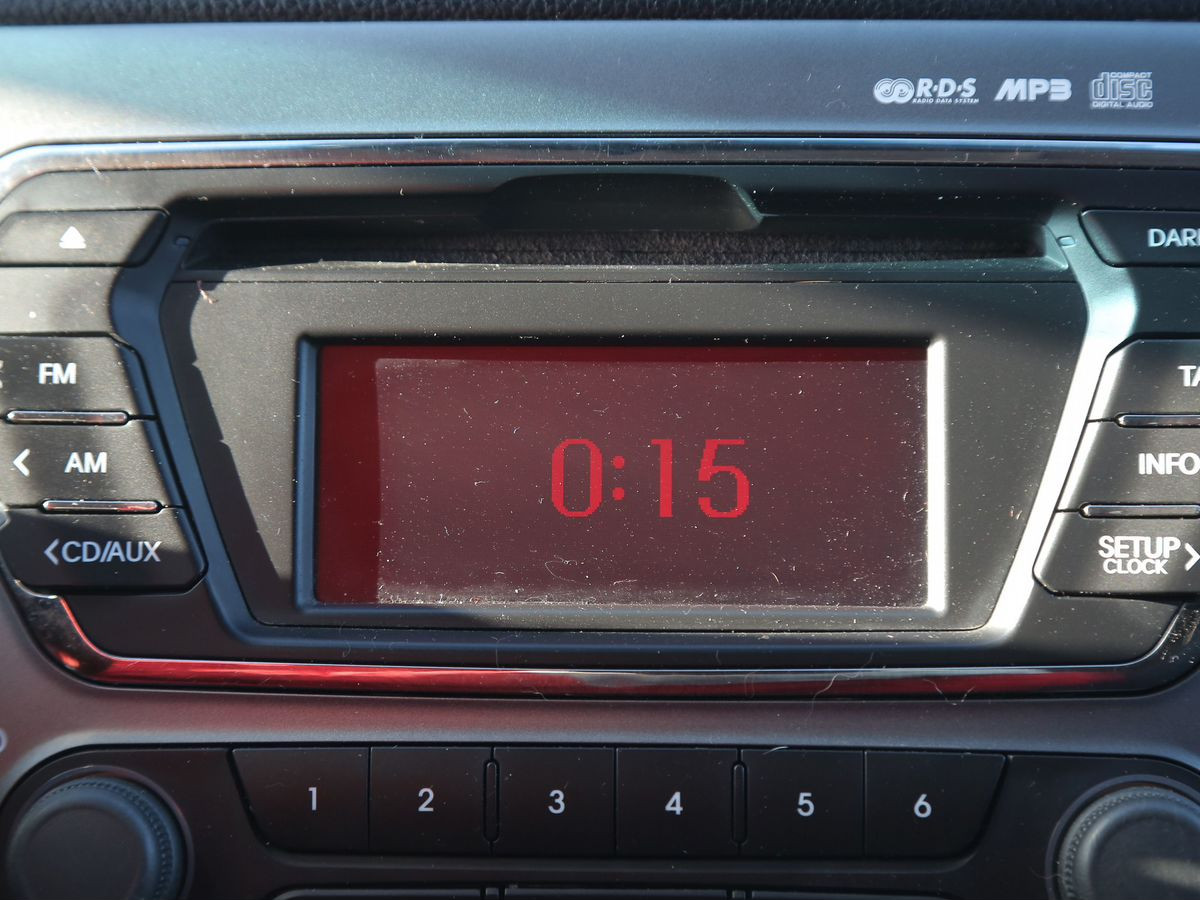 R·D·S
RADIO DATA SYSTEM
MP3
COMPACT
disc
DIGITAL AUDIO
FM
AM
CD/AUX
0:15
INFO
SETUP
CLOCK
1 2 3 4 5 6